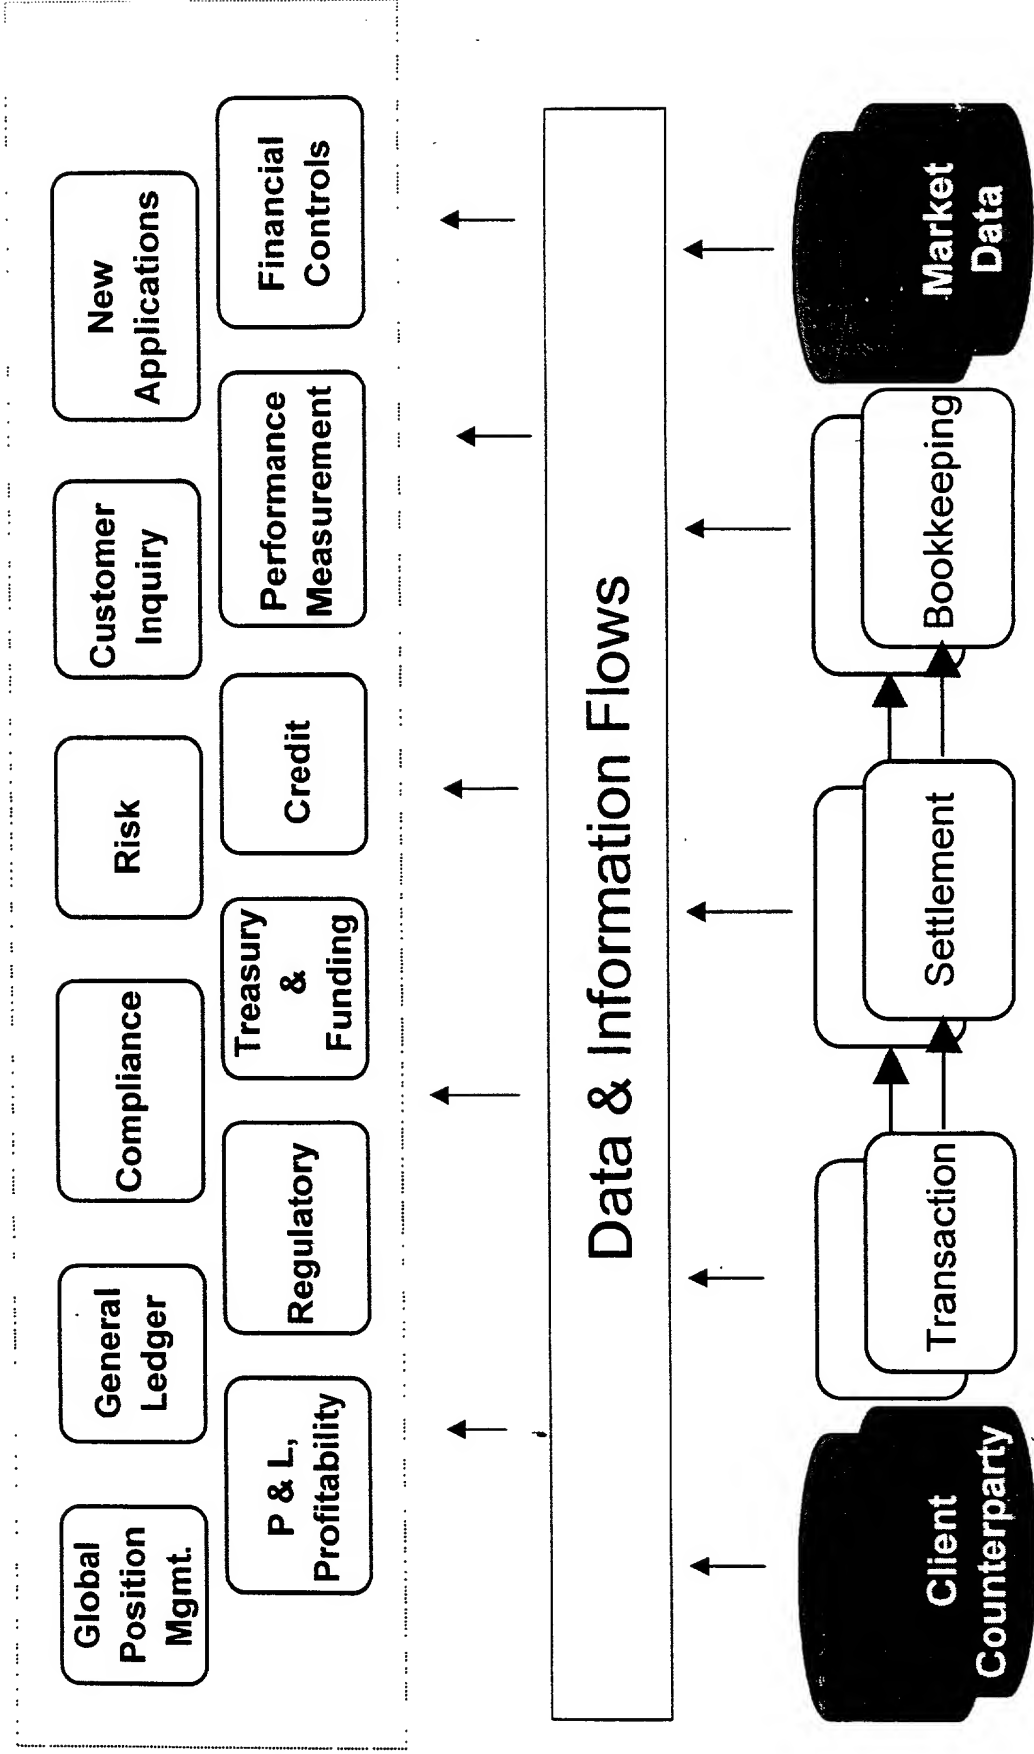 Global
Position
Mgmt.
General
Ledger
Compliance
Risk
Customer
Inquiry
New
Applications
P & L,
Profitability
Regulatory
Treasury
&
Funding
Credit
Performance
Measurement
Financial
Controls
Data & Information Flows
Client
Counterparty
Transaction
Settlement
Bookkeeping
Market
Data